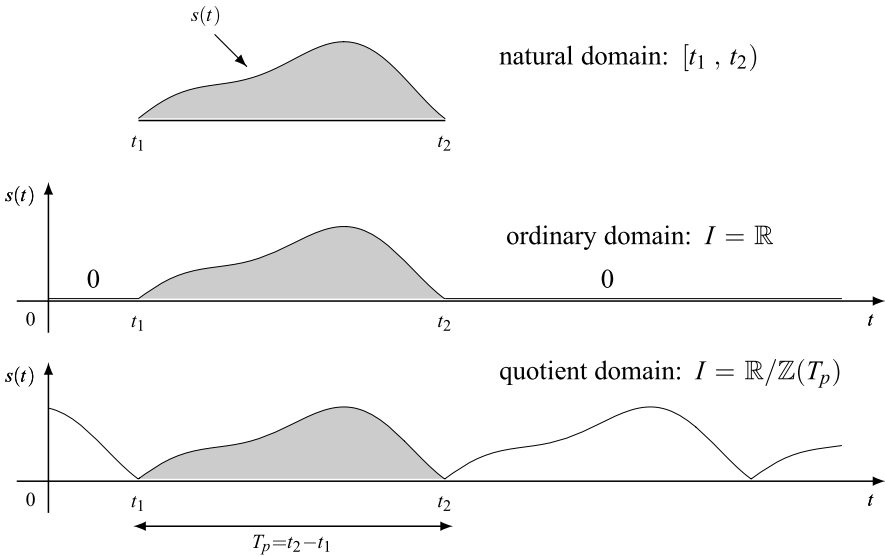 s(t)
natural domain: [t₁ , t₂)
t₁ t₂
s(t)
ordinary domain: I = ℝ
0 0
0 t₁ t₂ t
s(t)
quotient domain: I = ℝ/ℤ(Tₚ)
0 t₁ t₂ t
Tₚ=t₂−t₁